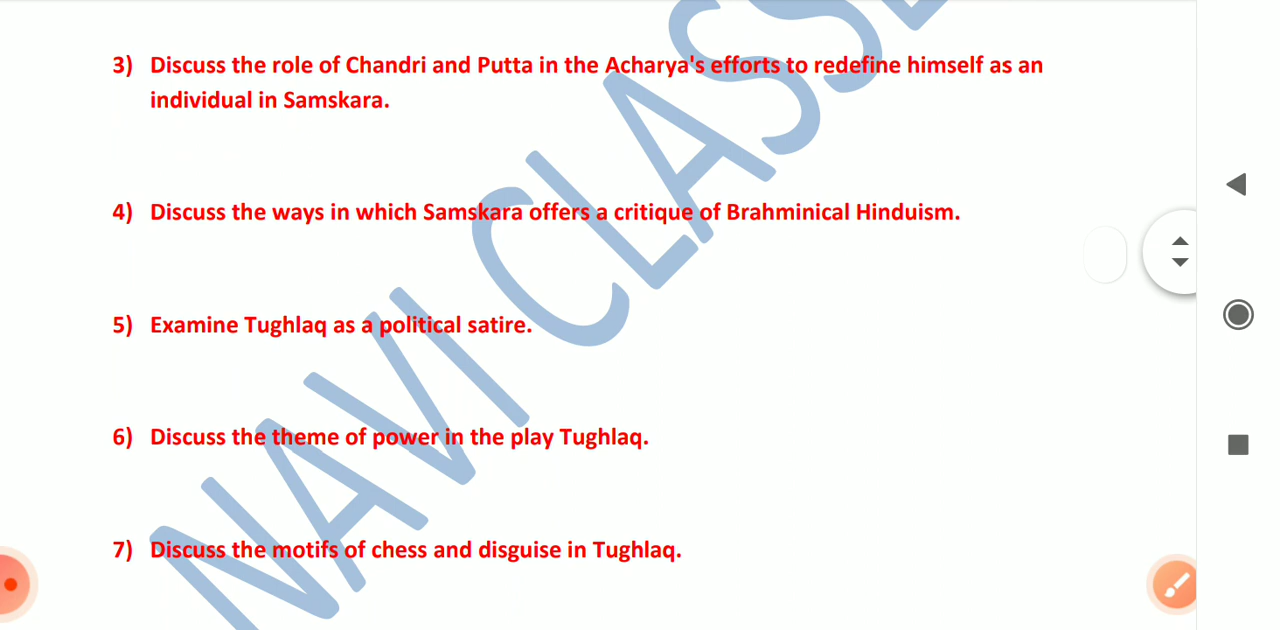 3) Discuss the role of Chandri and Putta in the Acharya's efforts to redefine himself as an
individual in Samskara.
4) Discuss the ways in which Samskara offers a critique of Brahminical Hinduism.
5) Examine Tughlaq as a political satire.
6) Discuss the theme of power in the play Tughlaq.
7) Discuss the motifs of chess and disguise in Tughlaq.
NAVI CLASSES